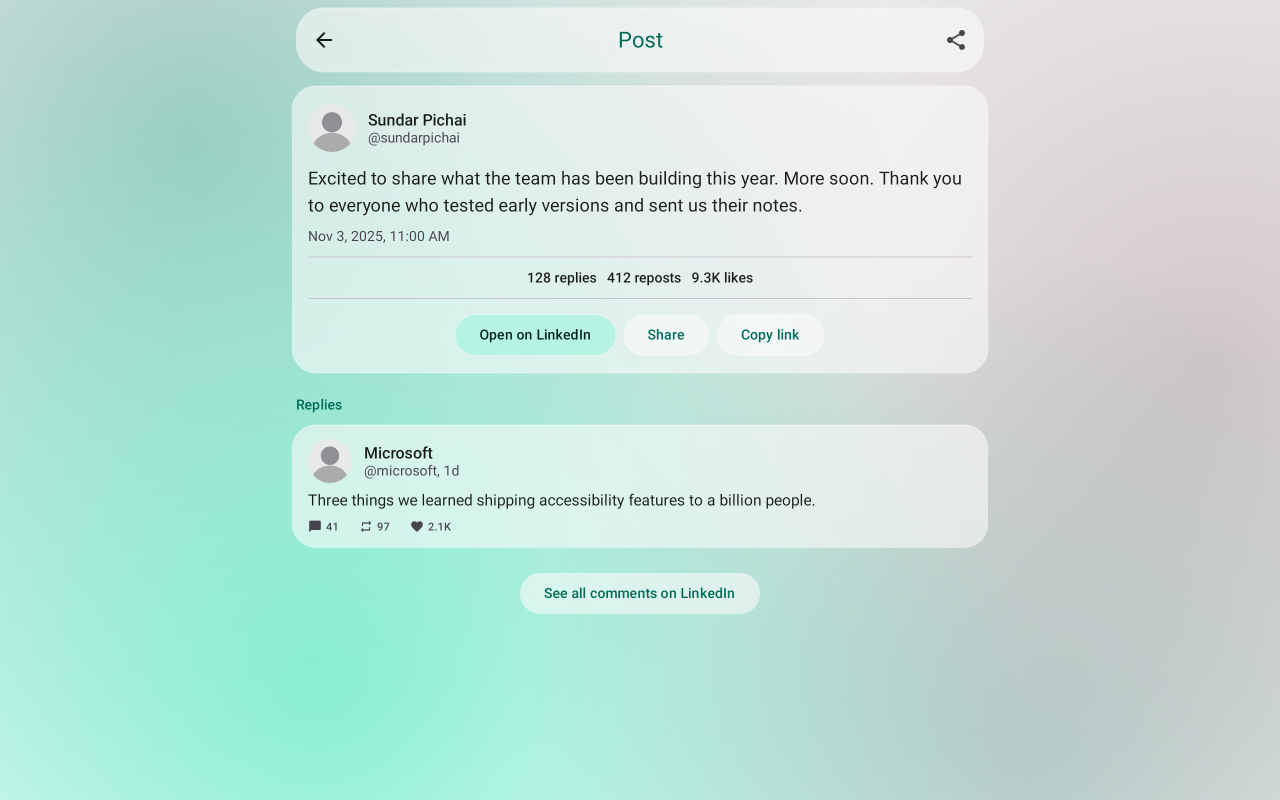 Post
Sundar Pichai
@sundarpichai
Excited to share what the team has been building this year. More soon. Thank you
to everyone who tested early versions and sent us their notes.
Nov 3, 2025, 11:00 AM
128 replies 412 reposts 9.3K likes
Open on LinkedIn Share Copy link
Replies
Microsoft
@microsoft, 1d
Three things we learned shipping accessibility features to a billion people.
41 97 2.1K
See all comments on LinkedIn